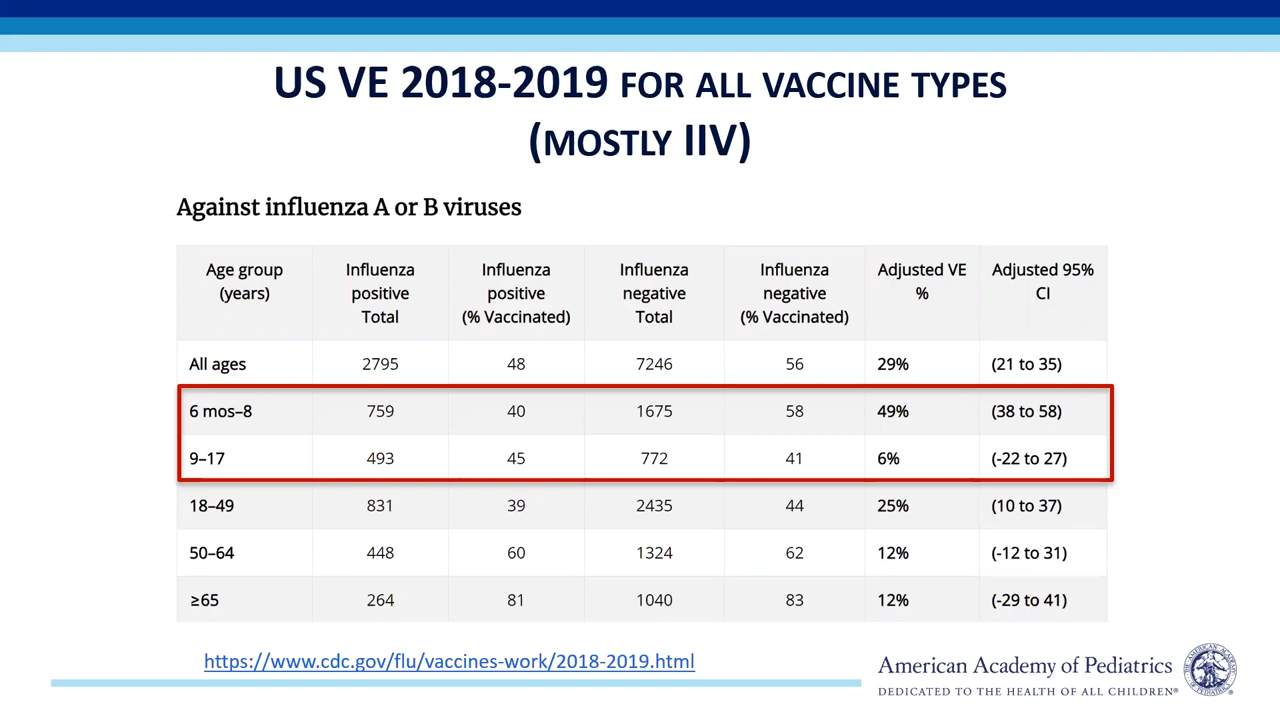 US VE 2018-2019 FOR ALL VACCINE TYPES
(MOSTLY IIV)
Against influenza A or B viruses
Age group (years) Influenza positive Total Influenza positive (% Vaccinated) Influenza negative Total Influenza negative (% Vaccinated) Adjusted VE % Adjusted 95% CI
All ages 2795 48 7246 56 29% (21 to 35)
6 mos–8 759 40 1675 58 49% (38 to 58)
9–17 493 45 772 41 6% (-22 to 27)
18–49 831 39 2435 44 25% (10 to 37)
50–64 448 60 1324 62 12% (-12 to 31)
≥65 264 81 1040 83 12% (-29 to 41)
https://www.cdc.gov/flu/vaccines-work/2018-2019.html
American Academy of Pediatrics
DEDICATED TO THE HEALTH OF ALL CHILDREN®